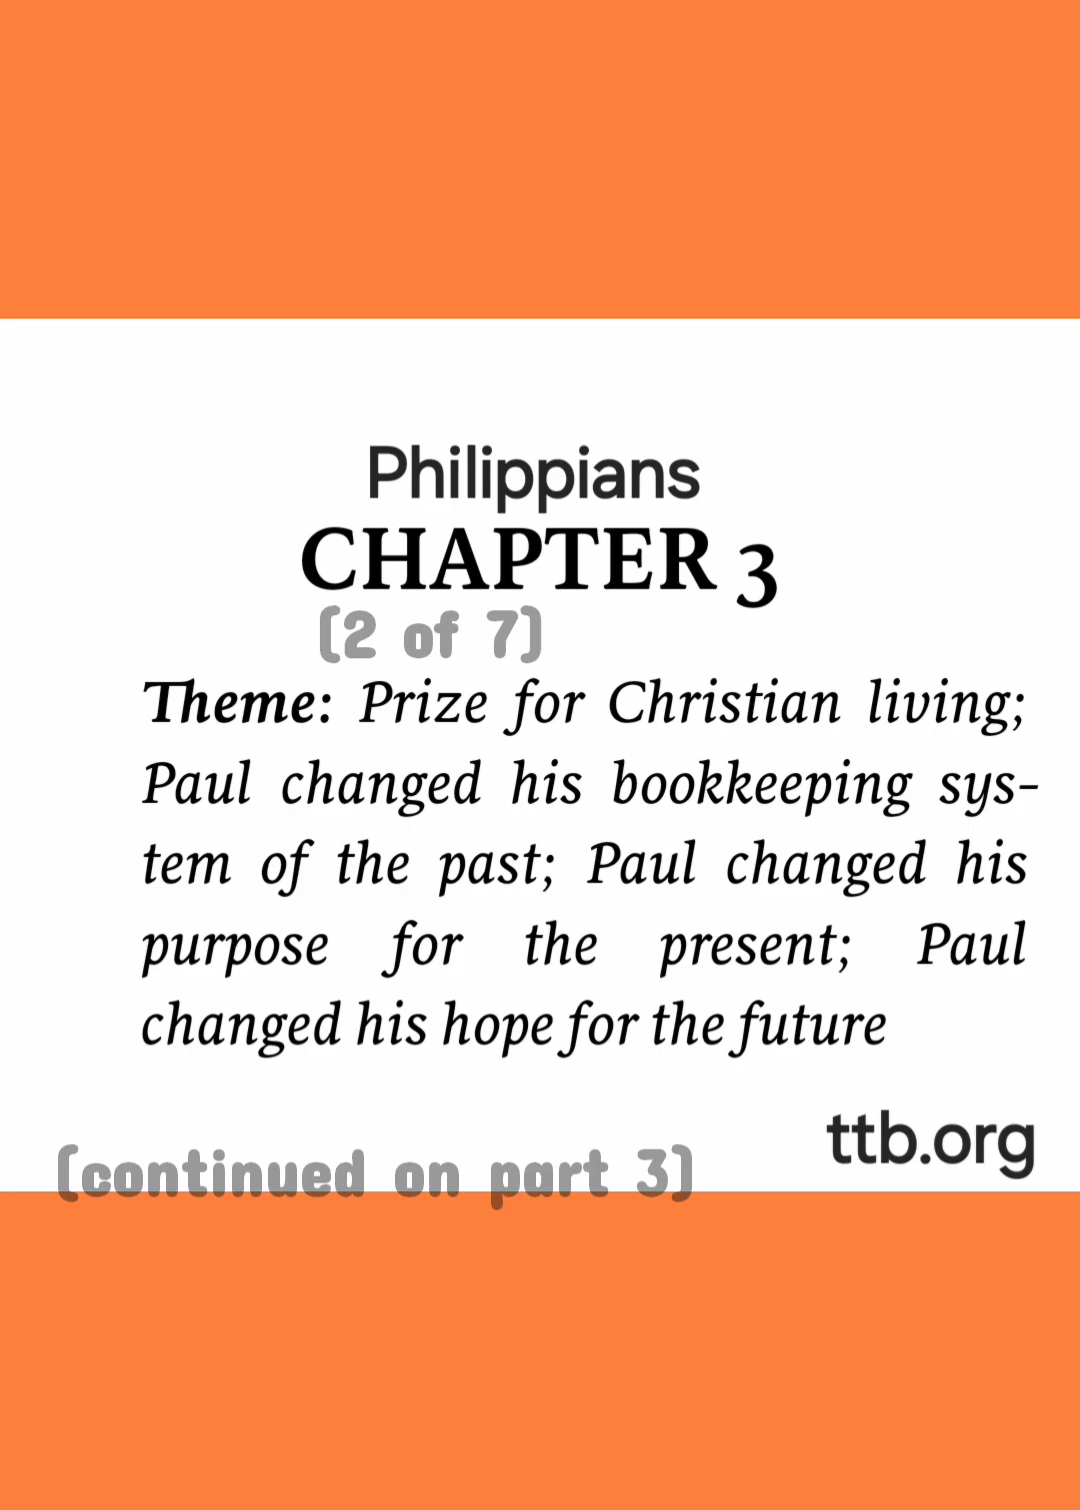 Philippians
CHAPTER 3
(2 of 7)
Theme: Prize for Christian living;
Paul changed his bookkeeping sys-
tem of the past; Paul changed his
purpose for the present; Paul
changed his hope for the future
ttb.org
(continued on part 3)